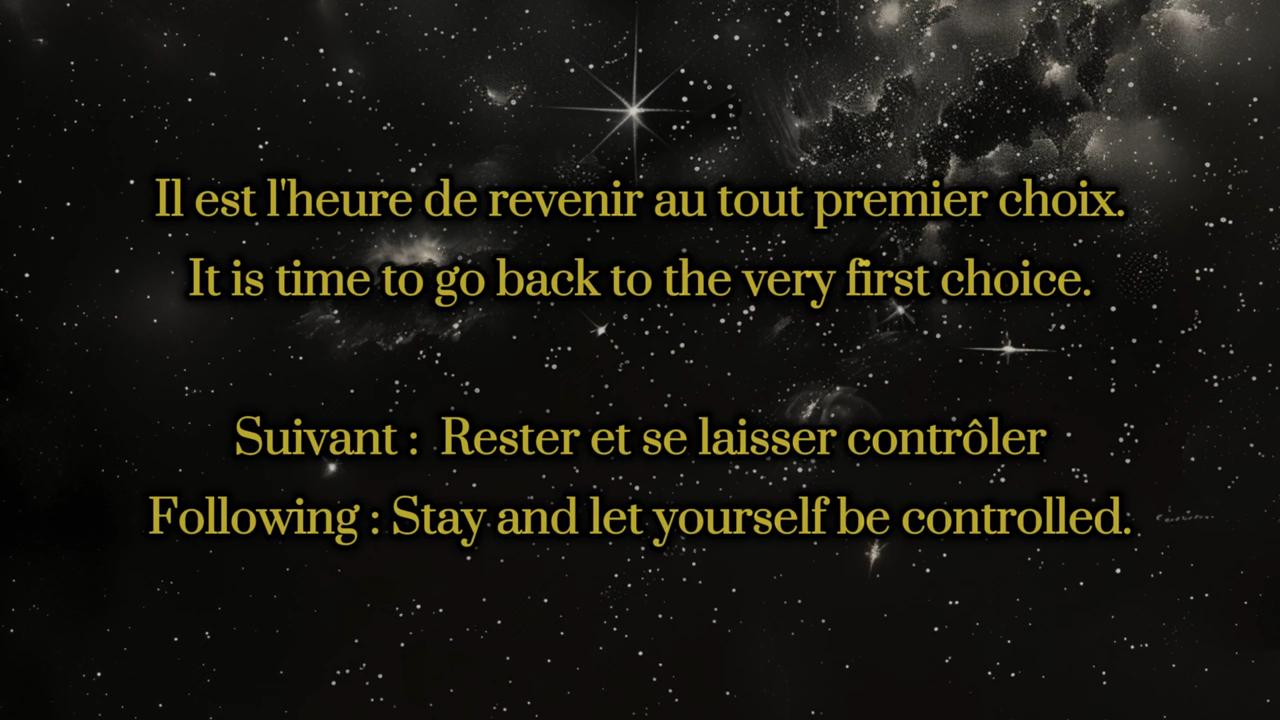 Il est l'heure de revenir au tout premier choix.
It is time to go back to the very first choice.
Suivant : Rester et se laisser contrôler
Following : Stay and let yourself be controlled.